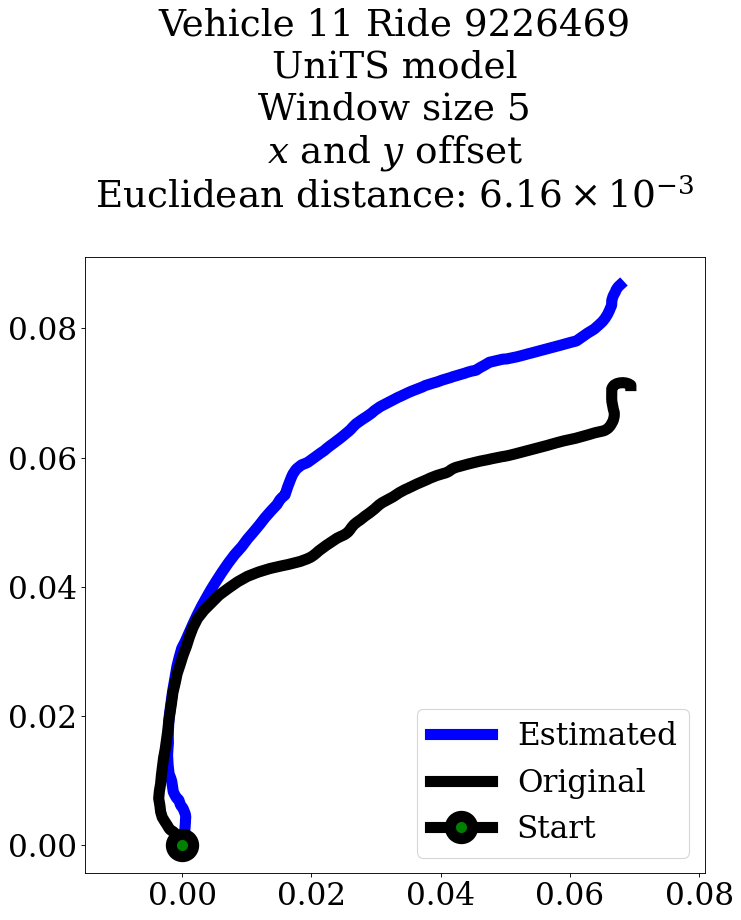 Vehicle 11 Ride 9226469
UniTS model
Window size 5
x and y offset
Euclidean distance: 6.16 × 10⁻³
0.08
0.06
0.04
0.02
0.00
Estimated
Original
Start
0.00 0.02 0.04 0.06 0.08